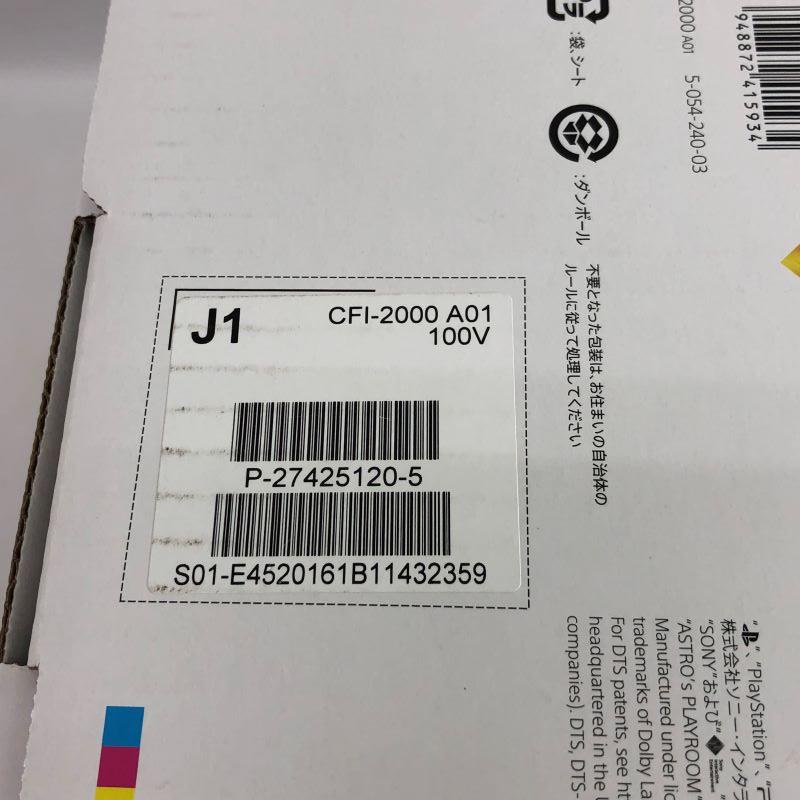 J1
CFI-2000 A01
100V
P-27425120-5
S01-E4520161B11432359
:袋、シート
:ダンボール
不要となった包装は、お住まいの自治体の
ルールに従って処理してください
2000 A01 5-054-240-03
948872 415934
"、"PlayStation"、
株式会社ソニー・インタラ
"SONY"および"
"ASTRO's PLAYROOM"
Manufactured under lic
trademarks of Dolby La
For DTS patents, see ht
headquartered in the U
companies). DTS, DTS-